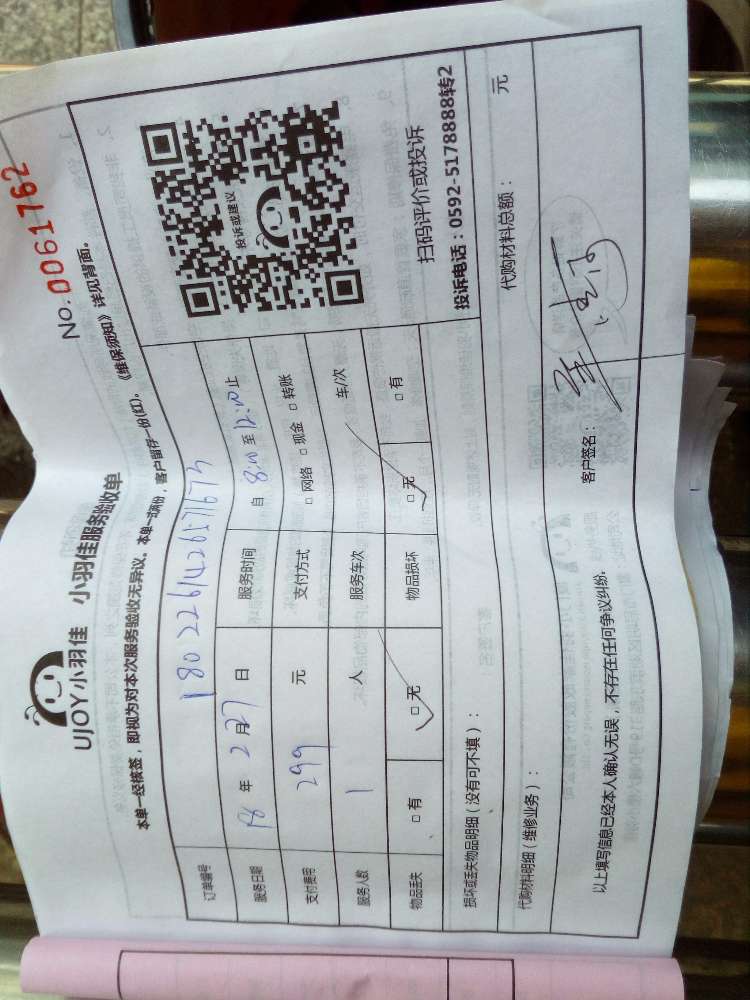 No.0061762
UJOY小羽佳 小羽佳服务验收单
本单一经核签，即视为对本次服务验收无异议。本单一式两份，客户留存一份(红)。《维保须知》详见背面。
订单编号 180226142651673
服务日期 18 年 2 月 27 日 服务时间 自 8:00 至 12:00 止
支付费用 299 元 支付方式 □ 网络 □ 现金 □ 转账
服务人数 1 人 服务车次 车/次
物品丢失 □ 有 □ 无 物品损坏 □ 无 □ 有
投诉或建议
扫码评价或投诉
投诉电话：0592-5178888转2
损坏或丢失物品明细（没有可不填）：
代购材料明细（维修业务）： 代购材料总额： 元
以上填写信息已经本人确认无误，不存在任何争议纠纷。 客户签名：